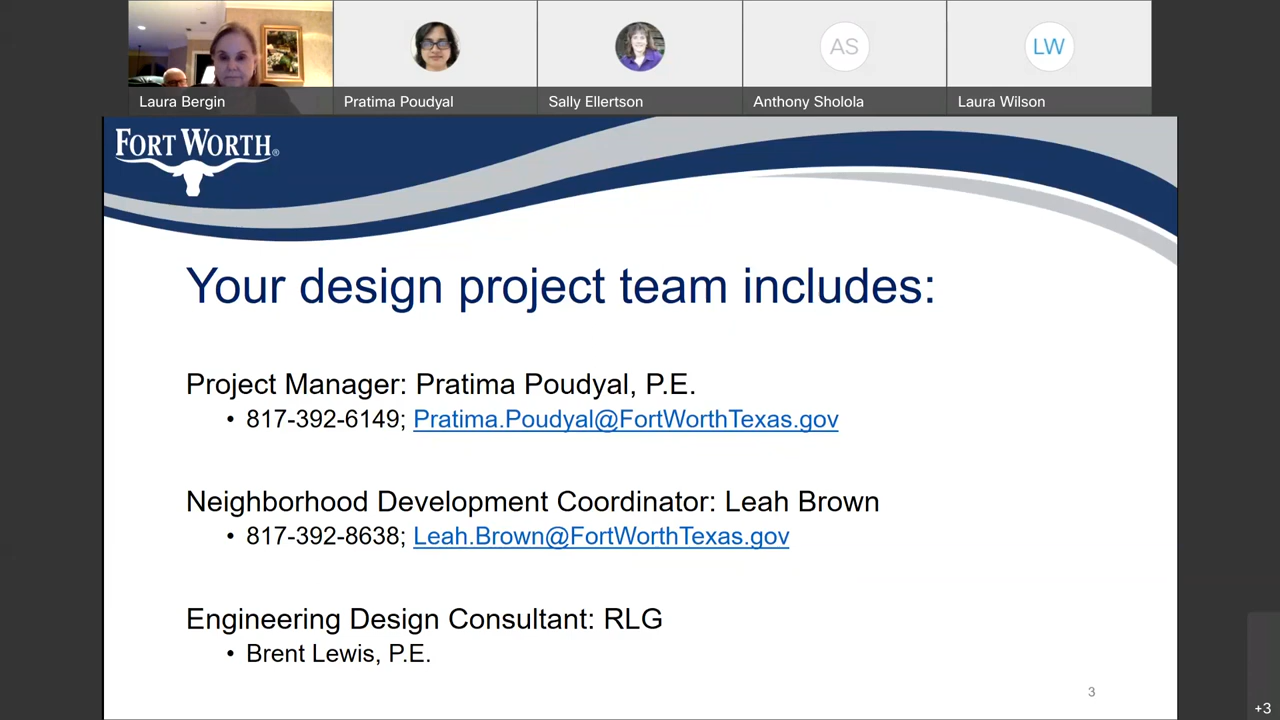 AS
LW
Laura Bergin
Pratima Poudyal
Sally Ellertson
Anthony Sholola
Laura Wilson
FORT WORTH®
Your design project team includes:
Project Manager: Pratima Poudyal, P.E.
• 817-392-6149; Pratima.Poudyal@FortWorthTexas.gov
Neighborhood Development Coordinator: Leah Brown
• 817-392-8638; Leah.Brown@FortWorthTexas.gov
Engineering Design Consultant: RLG
• Brent Lewis, P.E.
3
+3